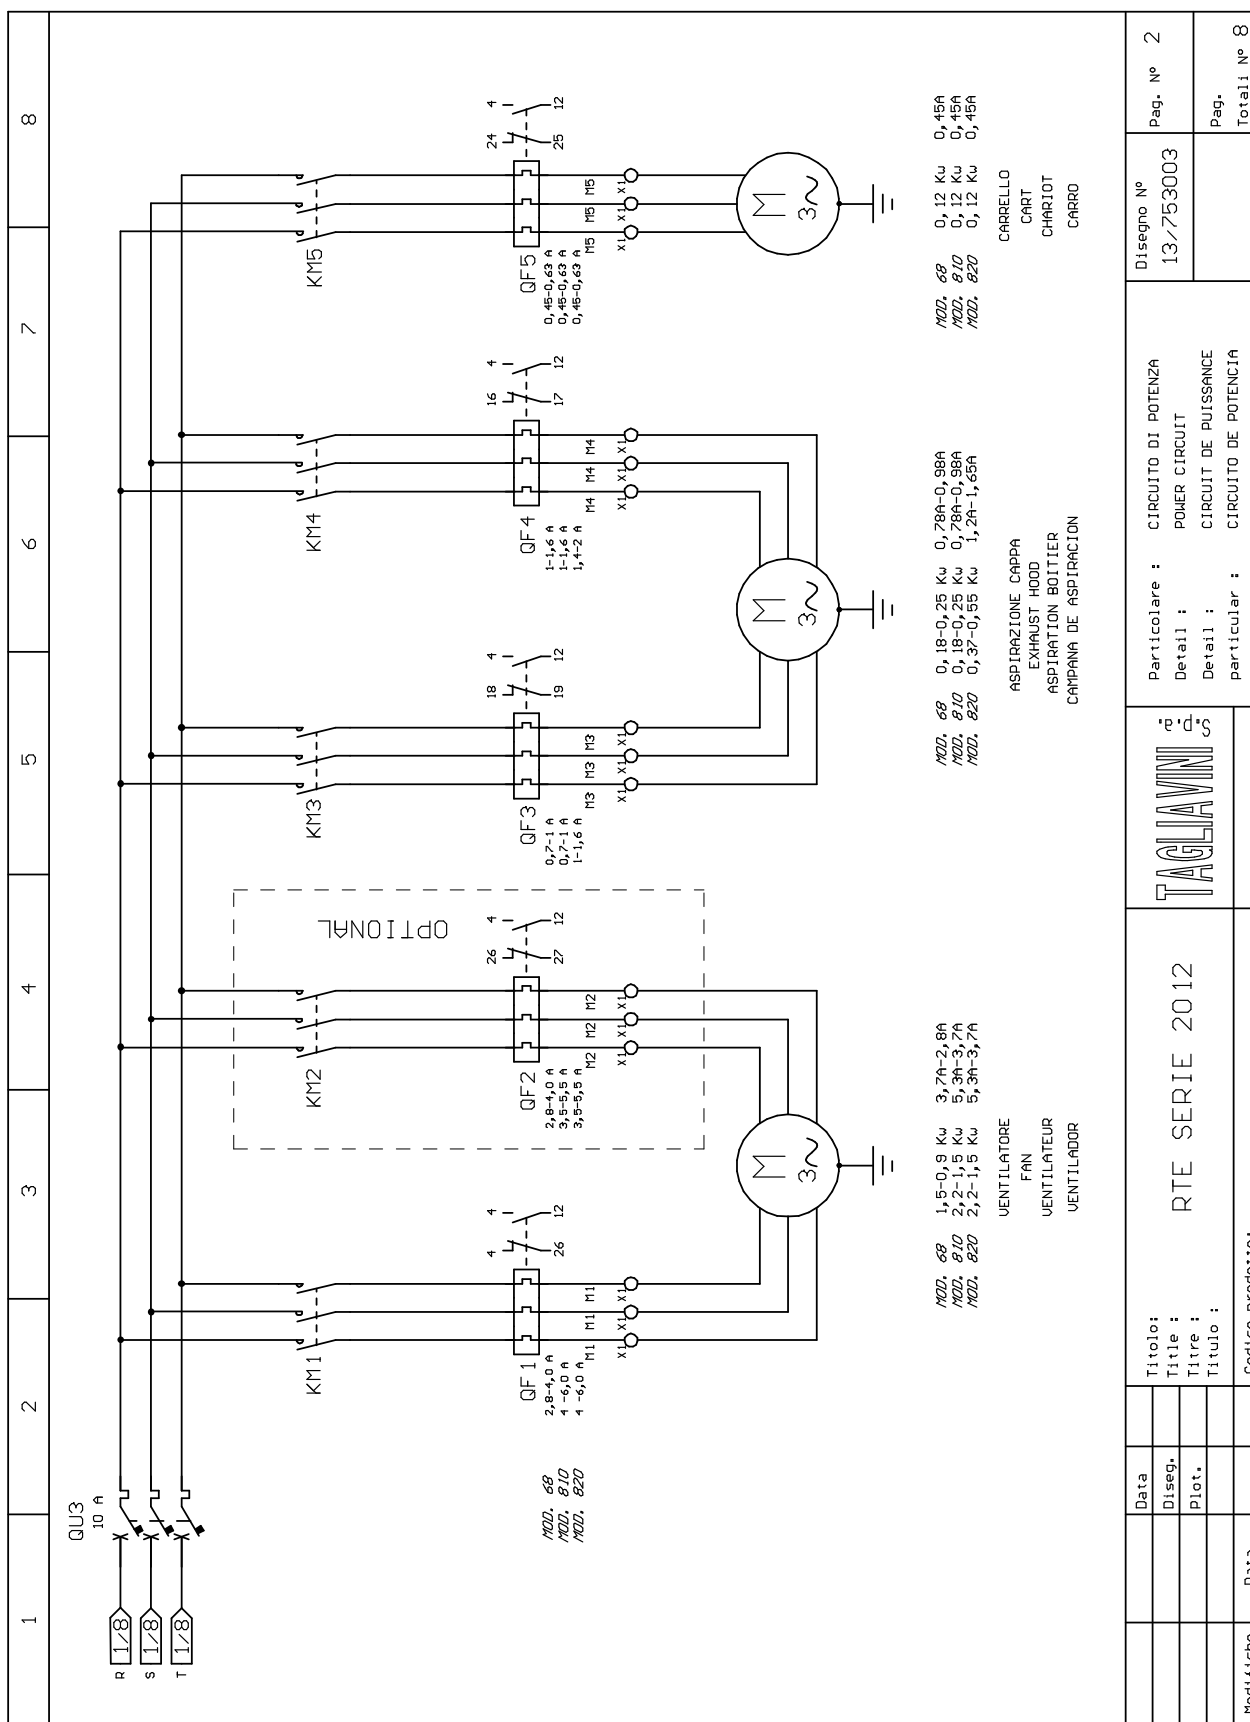 1
2
3
4
5
6
7
8
QU3
10 A
R 1/8
S 1/8
T 1/8
KM1
KM2
OPTIONAL
KM3
KM4
KM5
QF1
4
4
26
12
2,8-4,0 A
4 -6,0 A
4 -6,0 A
MOD. 68
MOD. 810
MOD. 820
M1
M1
M1
X1
X1
X1
QF2
26
4
27
12
2,8-4,0 A
3,5-5,5 A
3,5-5,5 A
M2
M2
M2
X1
X1
X1
QF3
18
4
19
12
0,7-1 A
0,7-1 A
1-1,6 A
M3
M3
M3
X1
X1
X1
QF4
16
4
17
12
1-1,6 A
1-1,6 A
1,4-2 A
M4
M4
M4
X1
X1
X1
QF5
24
4
25
12
0,45-0,63 A
0,45-0,63 A
0,45-0,63 A
M5
M5
M5
X1
X1
X1
M
3∿
M
3∿
M
3∿
MOD. 68 1,5-0,9 Kw 3,7A-2,8A
MOD. 810 2,2-1,5 Kw 5,3A-3,7A
MOD. 820 2,2-1,5 Kw 5,3A-3,7A
VENTILATORE
FAN
VENTILATEUR
VENTILADOR
MOD. 68 0,18-0,25 Kw 0,78A-0,98A
MOD. 810 0,18-0,25 Kw 0,78A-0,98A
MOD. 820 0,37-0,55 Kw 1,2A-1,65A
ASPIRAZIONE CAPPA
EXHAUST HOOD
ASPIRATION BOITIER
CAMPANA DE ASPIRACION
MOD. 68 0,12 Kw 0,45A
MOD. 810 0,12 Kw 0,45A
MOD. 820 0,12 Kw 0,45A
CARRELLO
CART
CHARIOT
CARRO
Data
Diseg.
Plot.
Modifiche Data
Titolo:
Title :
Titre :
Titulo :
RTE SERIE 2012
Codice prodotto:
TAGLIAVINI S.p.a.
Particolare : CIRCUITO DI POTENZA
Detail : POWER CIRCUIT
Detail : CIRCUIT DE PUISSANCE
particular : CIRCUITO DE POTENCIA
Disegno N°
13/753003
Pag. N° 2
Pag.
Totali N° 8